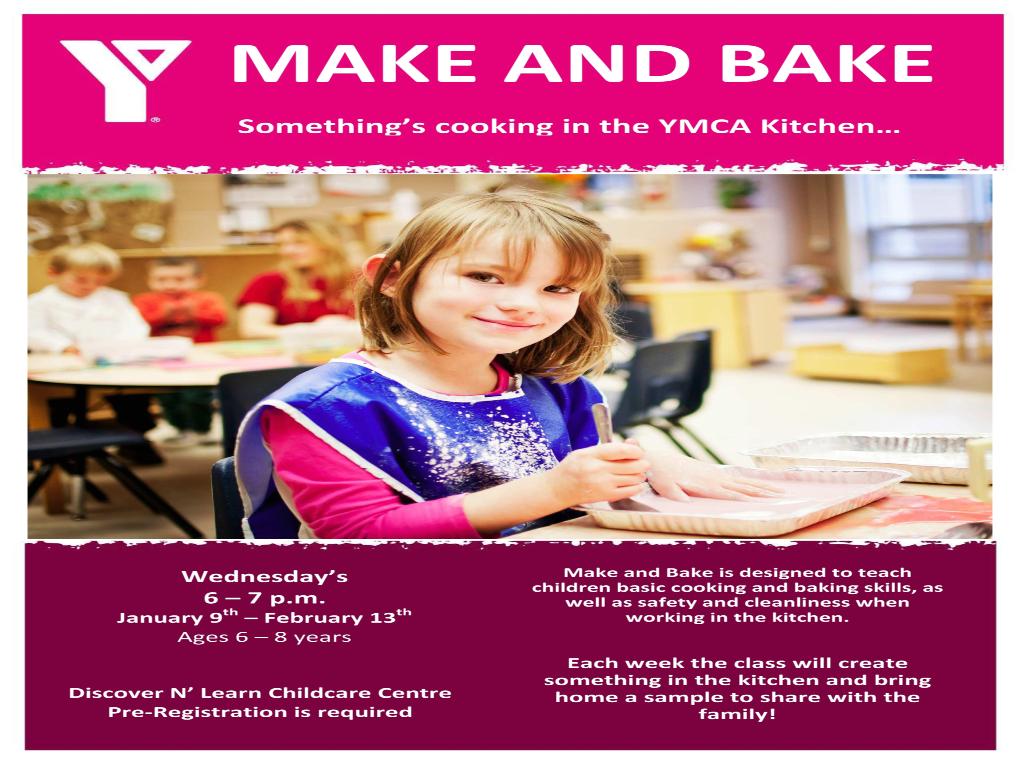 MAKE AND BAKE
Something's cooking in the YMCA Kitchen...
Wednesday's
6 – 7 p.m.
January 9th – February 13th
Ages 6 – 8 years
Discover N' Learn Childcare Centre
Pre-Registration is required
Make and Bake is designed to teach
children basic cooking and baking skills, as
well as safety and cleanliness when
working in the kitchen.
Each week the class will create
something in the kitchen and bring
home a sample to share with the
family!